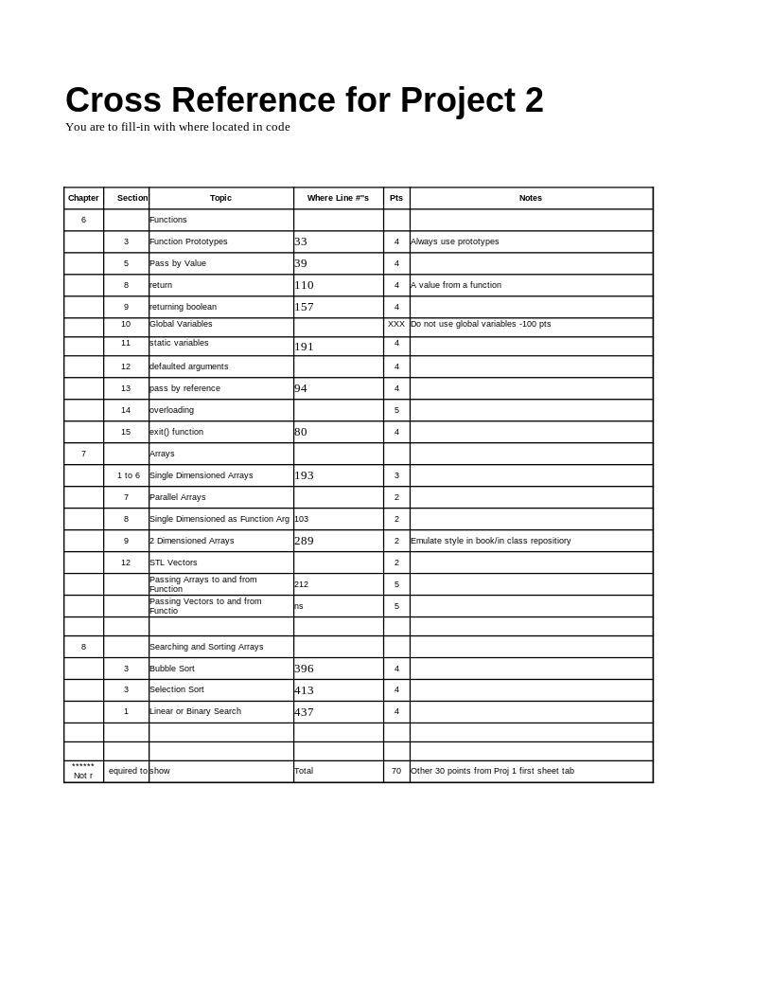 Cross Reference for Project 2
You are to fill-in with where located in code
Chapter Section Topic Where Line #"s Pts Notes
6 Functions
3 Function Prototypes 33 4 Always use prototypes
5 Pass by Value 39 4
8 return 110 4 A value from a function
9 returning boolean 157 4
10 Global Variables XXX Do not use global variables -100 pts
11 static variables 191 4
12 defaulted arguments 4
13 pass by reference 94 4
14 overloading 5
15 exit() function 80 4
7 Arrays
1 to 6 Single Dimensioned Arrays 193 3
7 Parallel Arrays 2
8 Single Dimensioned as Function Arg 103 2
9 2 Dimensioned Arrays 289 2 Emulate style in book/in class repositiory
12 STL Vectors 2
Passing Arrays to and from
Function 212 5
Passing Vectors to and from
Functio ns 5
8 Searching and Sorting Arrays
3 Bubble Sort 396 4
3 Selection Sort 413 4
1 Linear or Binary Search 437 4
******
Not r equired to show Total 70 Other 30 points from Proj 1 first sheet tab